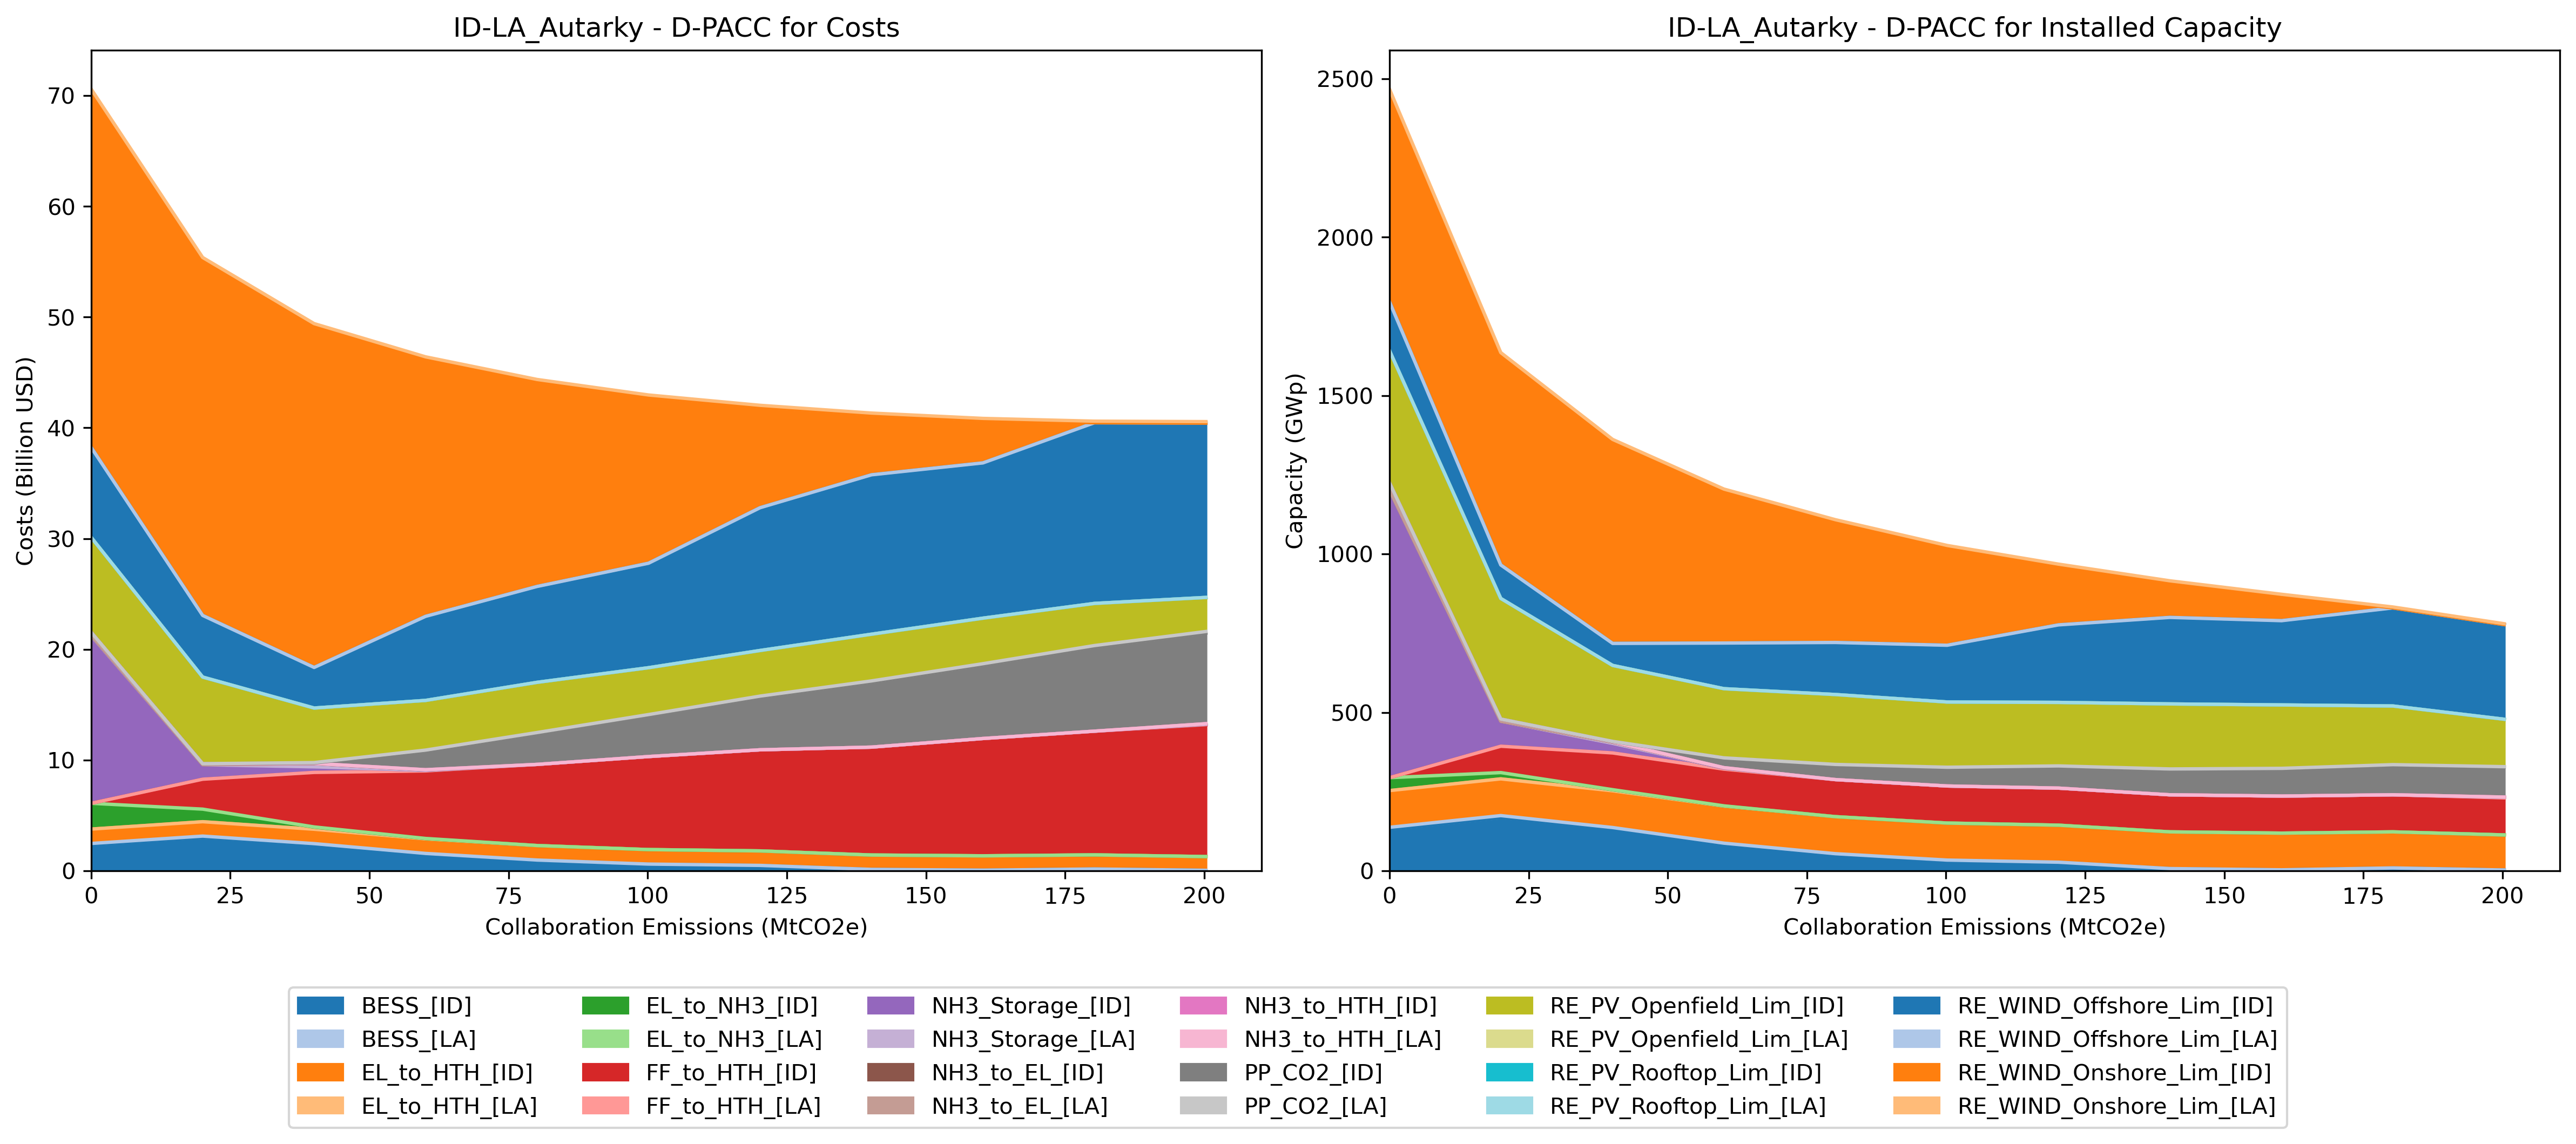 ID-LA_Autarky - D-PACC for Costs
70
60
50
40
30
20
10
0
Costs (Billion USD)
0 25 50 75 100 125 150 175 200
Collaboration Emissions (MtCO2e)
ID-LA_Autarky - D-PACC for Installed Capacity
2500
2000
1500
1000
500
0
Capacity (GWp)
0 25 50 75 100 125 150 175 200
Collaboration Emissions (MtCO2e)
BESS_[ID]
BESS_[LA]
EL_to_HTH_[ID]
EL_to_HTH_[LA]
EL_to_NH3_[ID]
EL_to_NH3_[LA]
FF_to_HTH_[ID]
FF_to_HTH_[LA]
NH3_Storage_[ID]
NH3_Storage_[LA]
NH3_to_EL_[ID]
NH3_to_EL_[LA]
NH3_to_HTH_[ID]
NH3_to_HTH_[LA]
PP_CO2_[ID]
PP_CO2_[LA]
RE_PV_Openfield_Lim_[ID]
RE_PV_Openfield_Lim_[LA]
RE_PV_Rooftop_Lim_[ID]
RE_PV_Rooftop_Lim_[LA]
RE_WIND_Offshore_Lim_[ID]
RE_WIND_Offshore_Lim_[LA]
RE_WIND_Onshore_Lim_[ID]
RE_WIND_Onshore_Lim_[LA]